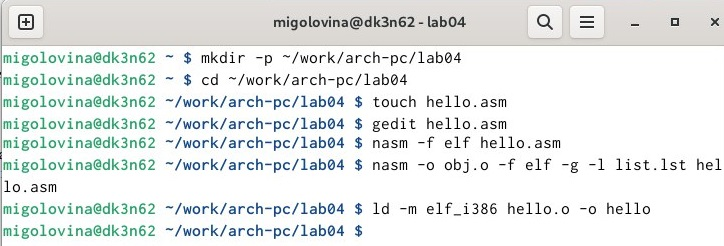 migolovina@dk3n62 - lab04
migolovina@dk3n62 ~ $ mkdir -p ~/work/arch-pc/lab04
migolovina@dk3n62 ~ $ cd ~/work/arch-pc/lab04
migolovina@dk3n62 ~/work/arch-pc/lab04 $ touch hello.asm
migolovina@dk3n62 ~/work/arch-pc/lab04 $ gedit hello.asm
migolovina@dk3n62 ~/work/arch-pc/lab04 $ nasm -f elf hello.asm
migolovina@dk3n62 ~/work/arch-pc/lab04 $ nasm -o obj.o -f elf -g -l list.lst hel
lo.asm
migolovina@dk3n62 ~/work/arch-pc/lab04 $ ld -m elf_i386 hello.o -o hello
migolovina@dk3n62 ~/work/arch-pc/lab04 $